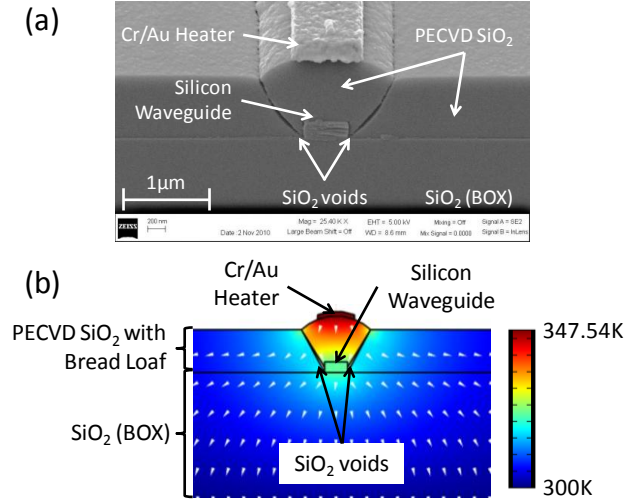 (a)
Cr/Au Heater
PECVD SiO2
Silicon
Waveguide
1μm
SiO2 voids
SiO2 (BOX)
ZEISS
200 nm
Mag = 25.40 K X
EHT = 5.00 kV
Mixing = Off
Signal A = SE2
Date :2 Nov 2010
Large Beam Shift = Off
WD = 8.6 mm
Mix Signal = 0.0000
Signal B = InLens
(b)
Cr/Au
Heater
Silicon
Waveguide
PECVD SiO2 with
Bread Loaf
SiO2 (BOX)
SiO2 voids
347.54K
300K